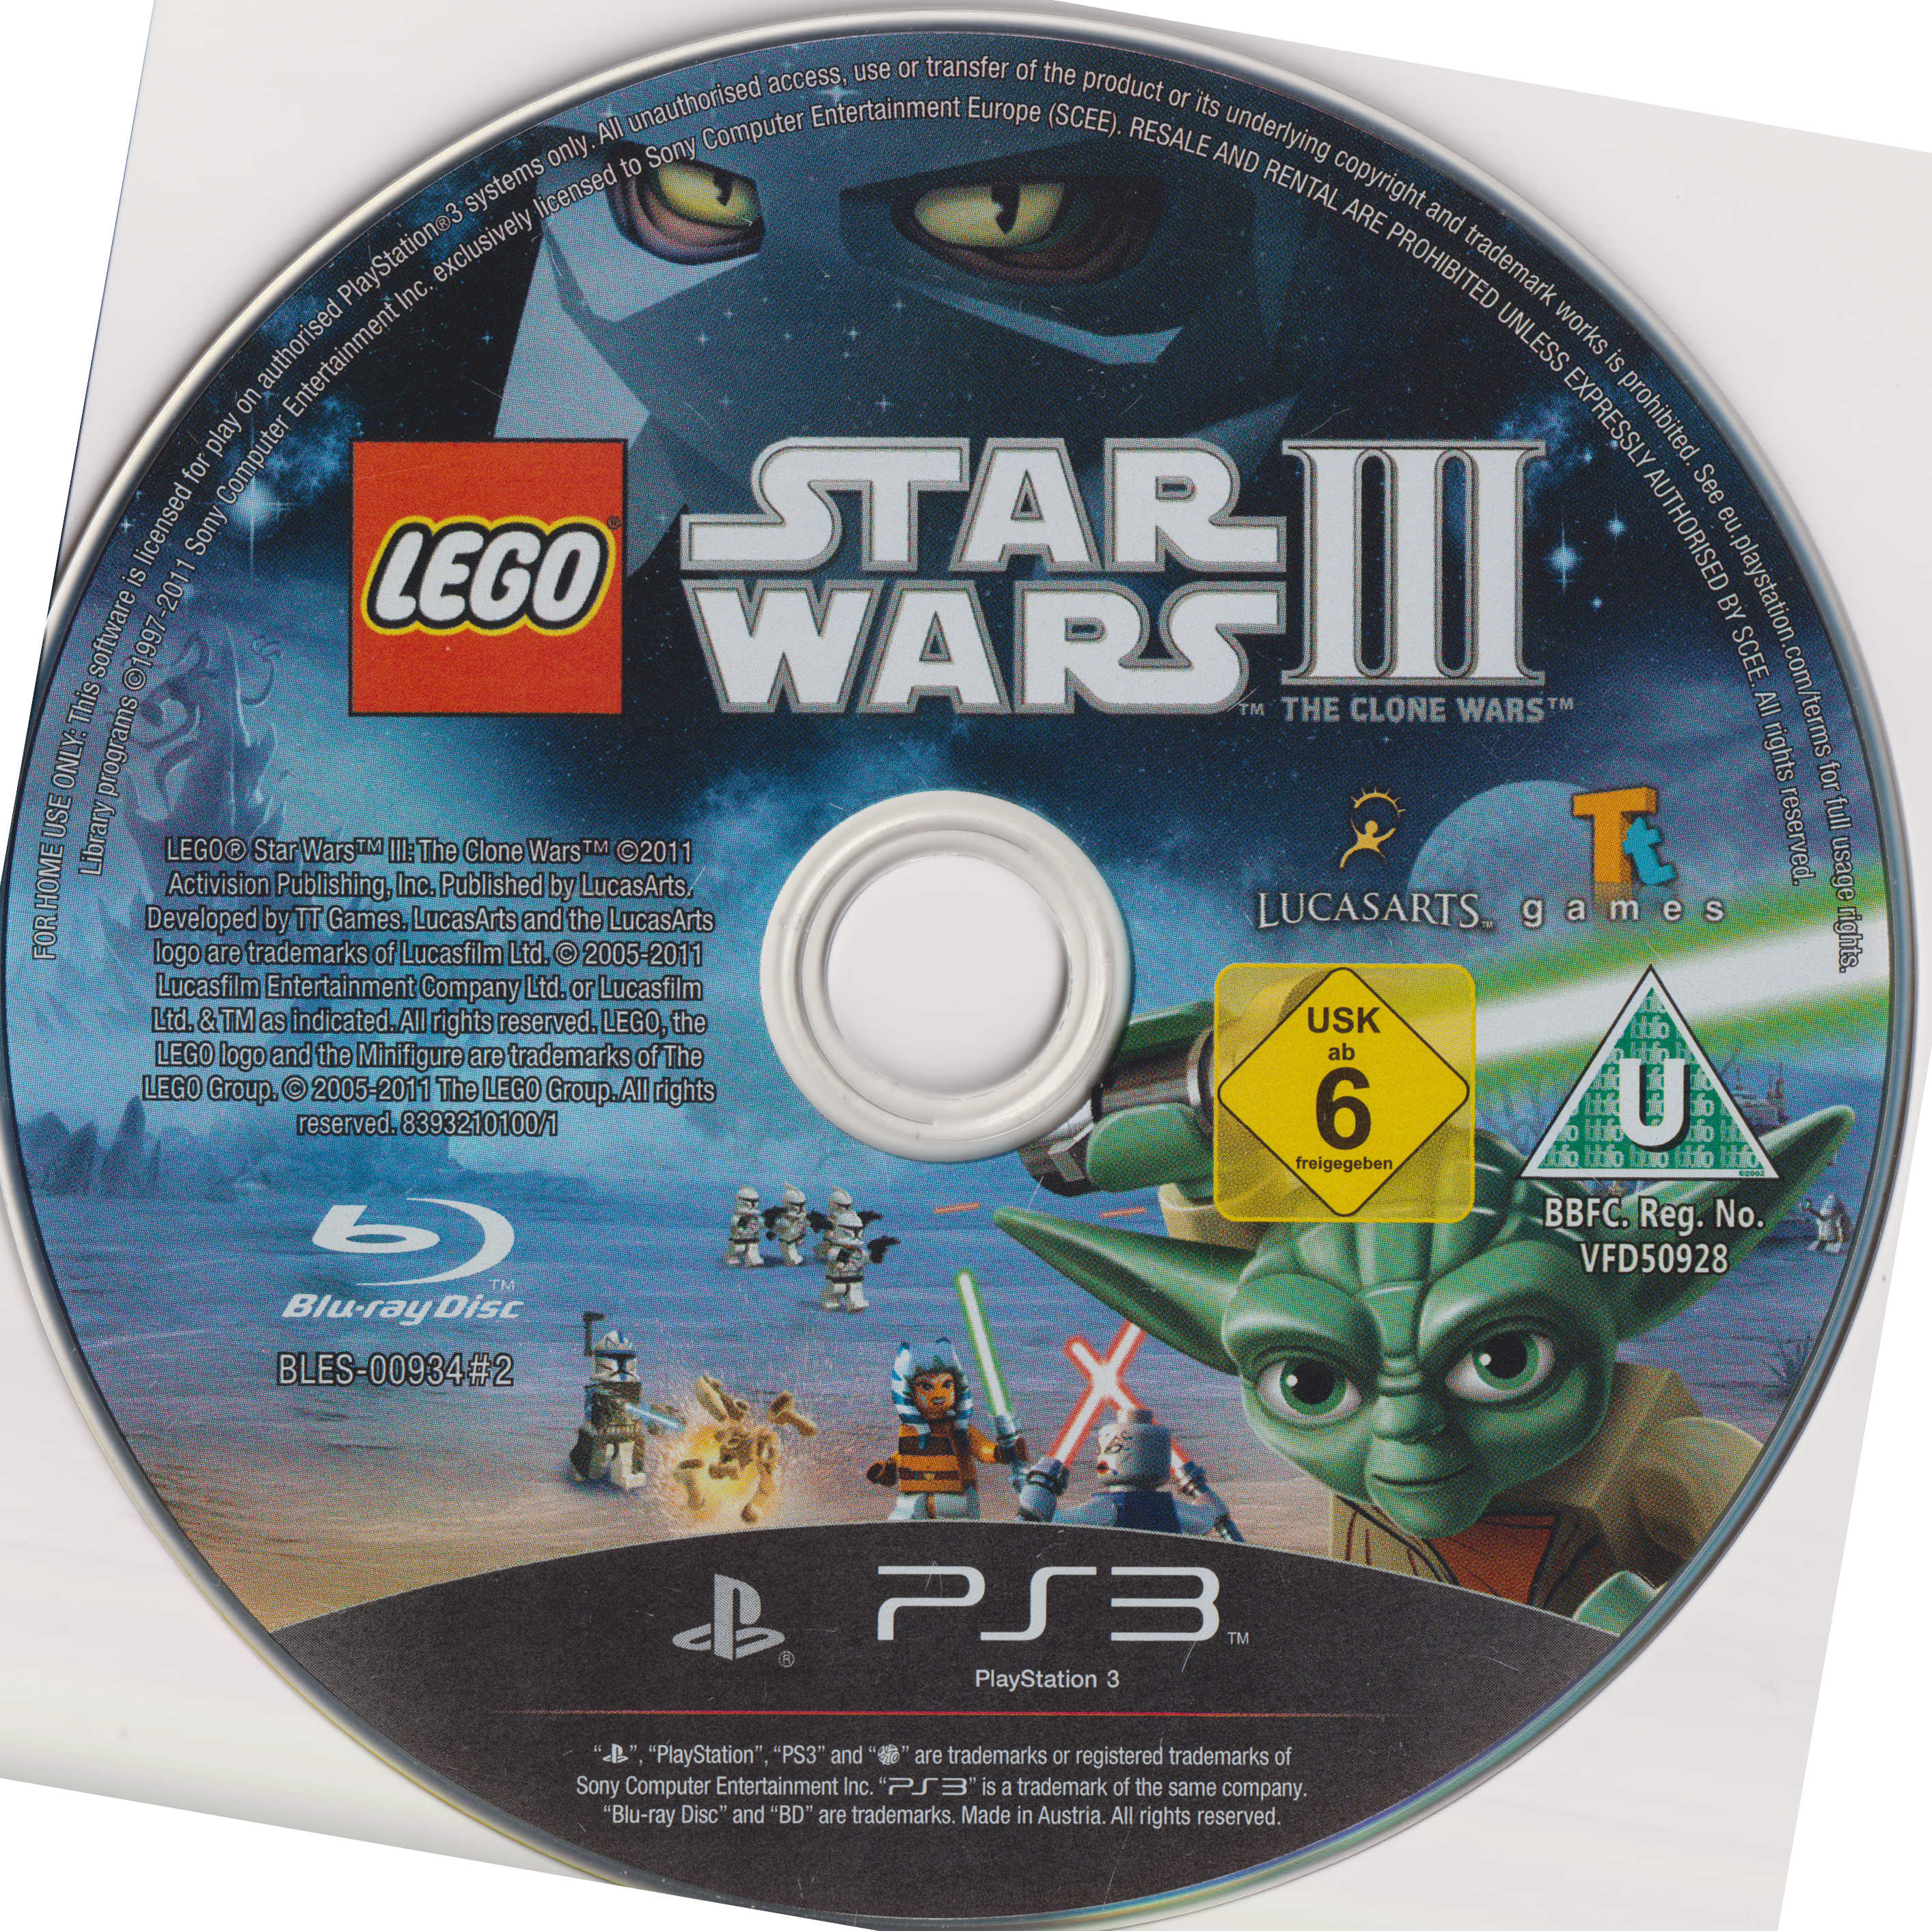 FOR HOME USE ONLY: This software is licensed for play on authorised PlayStation®3 systems only. All unauthorised access, use or transfer of the product or its underlying copyright and trademark works is prohibited. See eu.playstation.com/terms for full usage rights.
Library programs ©1997-2011 Sony Computer Entertainment Inc. exclusively licensed to Sony Computer Entertainment Europe (SCEE). RESALE AND RENTAL ARE PROHIBITED UNLESS EXPRESSLY AUTHORISED BY SCEE. All rights reserved.
LEGO®
STAR III
WARS™
THE CLONE WARS™
LEGO® Star Wars™ III: The Clone Wars™ ©2011
Activision Publishing, Inc. Published by LucasArts.
Developed by TT Games. LucasArts and the LucasArts
logo are trademarks of Lucasfilm Ltd. © 2005-2011
Lucasfilm Entertainment Company Ltd. or Lucasfilm
Ltd. & TM as indicated. All rights reserved. LEGO, the
LEGO logo and the Minifigure are trademarks of The
LEGO Group. © 2005-2011 The LEGO Group. All rights
reserved. 8393210100/1
LUCASARTS™
Tt
games
USK
ab
6
freigegeben
U
©2002
BBFC. Reg. No.
VFD50928
Blu-ray Disc™
BLES-00934#2
PS3™
PlayStation 3
“ ”, “PlayStation”, “PS3” and “ ” are trademarks or registered trademarks of
Sony Computer Entertainment Inc. “PS3” is a trademark of the same company.
“Blu-ray Disc” and “BD” are trademarks. Made in Austria. All rights reserved.